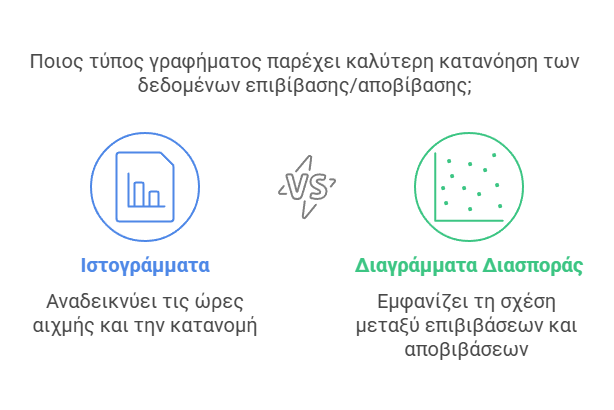 Ποιος τύπος γραφήματος παρέχει καλύτερη κατανόηση των
δεδομένων επιβίβασης/αποβίβασης;
VS
Ιστογράμματα
Αναδεικνύει τις ώρες
αιχμής και την κατανομή
Διαγράμματα Διασποράς
Εμφανίζει τη σχέση
μεταξύ επιβιβάσεων και
αποβιβάσεων